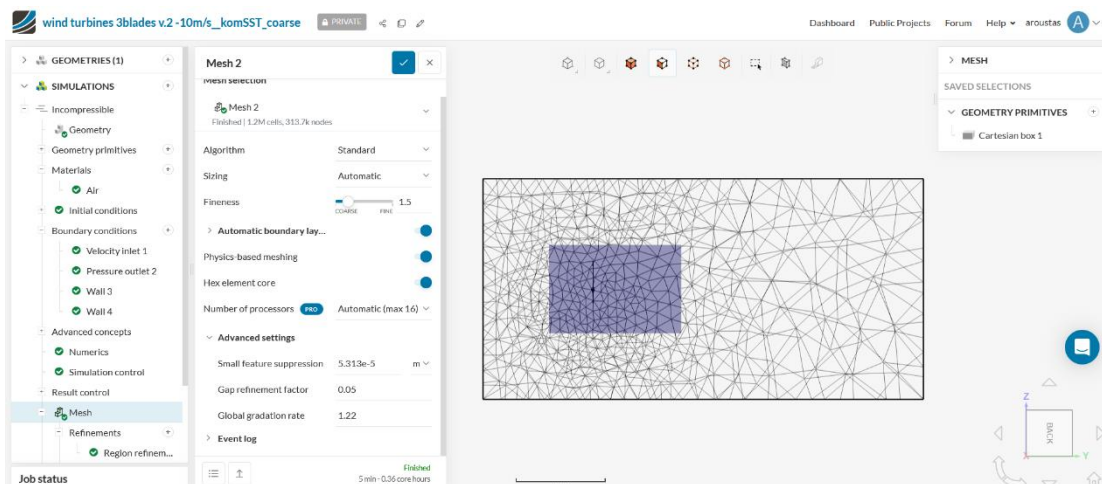 wind turbines 3blades v.2 -10m/s__komSST_coarse
PRIVATE
Dashboard Public Projects Forum Help aroustas A
GEOMETRIES (1)
SIMULATIONS
Incompressible
Geometry
Geometry primitives
Materials
Air
Initial conditions
Boundary conditions
Velocity inlet 1
Pressure outlet 2
Wall 3
Wall 4
Advanced concepts
Numerics
Simulation control
Result control
Mesh
Refinements
Region refinem...
Job status
Mesh 2
Mesh selection
Mesh 2
Finished | 1.2M cells, 313.7k nodes
Algorithm Standard
Sizing Automatic
Fineness 1.5
COARSE FINE
Automatic boundary lay...
Physics-based meshing
Hex element core
Number of processors PRO Automatic (max 16)
Advanced settings
Small feature suppression 5.313e-5 m
Gap refinement factor 0.05
Global gradation rate 1.22
Event log
Finished
5 min - 0.36 core hours
MESH
SAVED SELECTIONS
GEOMETRY PRIMITIVES
Cartesian box 1
Z
BACK
X
Y